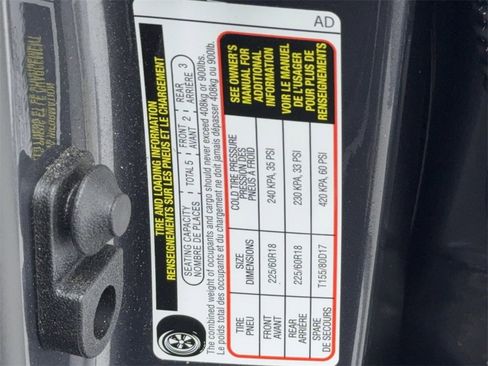 TIRE AND LOADING INFORMATION
RENSEIGNEMENTS SUR LES PNEUS ET LE CHARGEMENT
SEATING CAPACITY TOTAL 5 FRONT 2 REAR 3
NOMBRE DE PLACES AVANT ARRIÈRE
The combined weight of occupants and cargo should never exceed 408kg or 900lbs.
Le poids total des occupants et du chargement ne doit jamais dépasser 408kg ou 900lb.
TIRE SIZE COLD TIRE PRESSURE
PNEU DIMENSIONS PRESSION DES PNEUS À FROID
FRONT 225/60R18 240 KPA, 35 PSI
AVANT
REAR 225/60R18 230 KPA, 33 PSI
ARRIÈRE
SPARE T155/80D17 420 KPA, 60 PSI
DE SECOURS
SEE OWNER'S
MANUAL FOR
ADDITIONAL
INFORMATION
VOIR LE MANUEL
DE L'USAGER
POUR PLUS DE
RENSEIGNEMENTS
AD